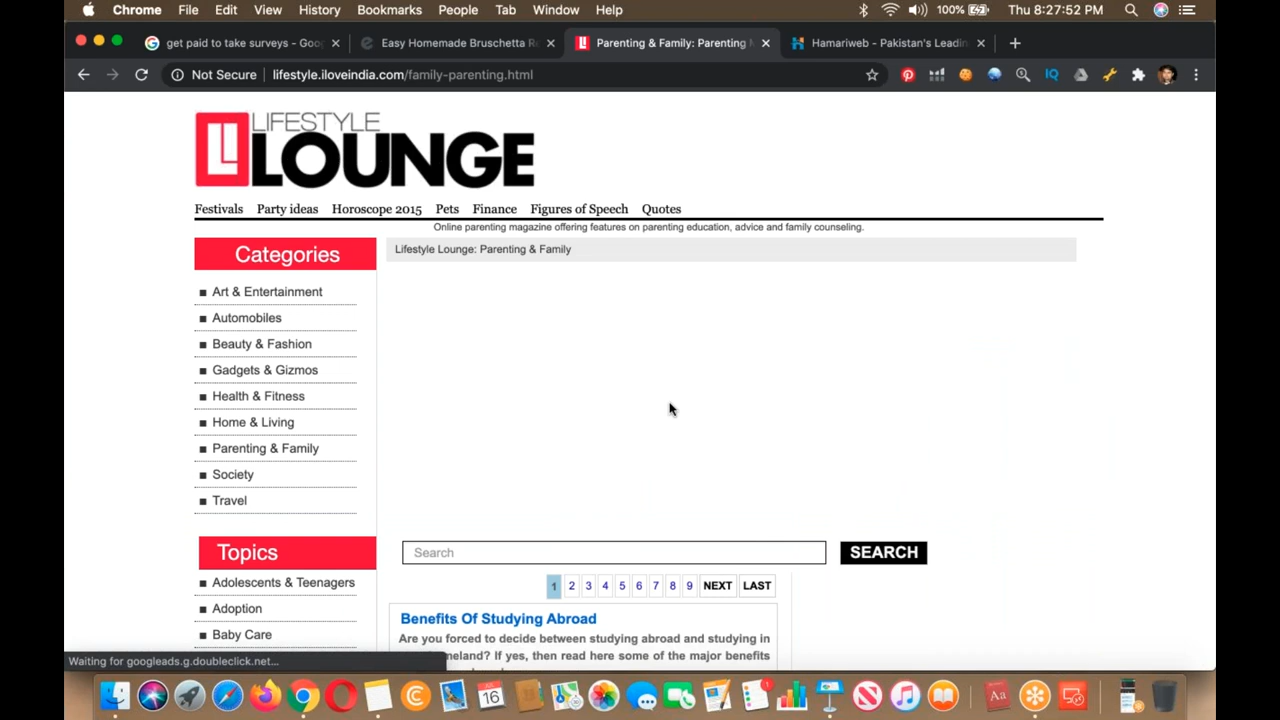 Chrome File Edit View History Bookmarks People Tab Window Help 100% Thu 8:27:52 PM
get paid to take surveys - Goo Easy Homemade Bruschetta R Parenting & Family: Parenting Hamariweb - Pakistan's Leadin
Not Secure lifestyle.iloveindia.com/family-parenting.html
LIFESTYLE
LOUNGE
Festivals Party ideas Horoscope 2015 Pets Finance Figures of Speech Quotes
Online parenting magazine offering features on parenting education, advice and family counseling.
Categories
Lifestyle Lounge: Parenting & Family
Art & Entertainment
Automobiles
Beauty & Fashion
Gadgets & Gizmos
Health & Fitness
Home & Living
Parenting & Family
Society
Travel
Search SEARCH
Topics
Adolescents & Teenagers
Adoption
Baby Care
1 2 3 4 5 6 7 8 9 NEXT LAST
Benefits Of Studying Abroad
Are you forced to decide between studying abroad and studying in
meland? If yes, then read here some of the major benefits
Waiting for googleads.g.doubleclick.net...
16
Aa